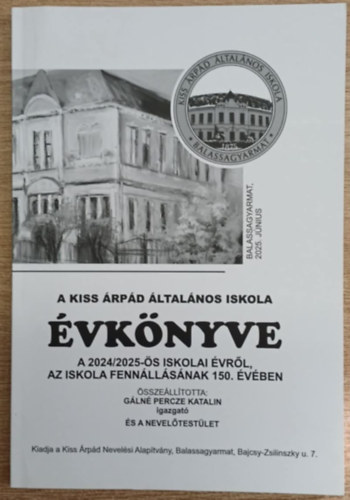 KISS ÁRPÁD ÁLTALÁNOS ISKOLA
1875
BALASSAGYARMAT
BALASSAGYARMAT,
2025. JÚNIUS
A KISS ÁRPÁD ÁLTALÁNOS ISKOLA
ÉVKÖNYVE
A 2024/2025-ÖS ISKOLAI ÉVRŐL,
AZ ISKOLA FENNÁLLÁSÁNAK 150. ÉVÉBEN
ÖSSZEÁLLÍTOTTA:
GÁLNÉ PERCZE KATALIN
igazgató
ÉS A NEVELŐTESTÜLET
Kiadja a Kiss Árpád Nevelési Alapítvány, Balassagyarmat, Bajcsy-Zsilinszky u. 7.